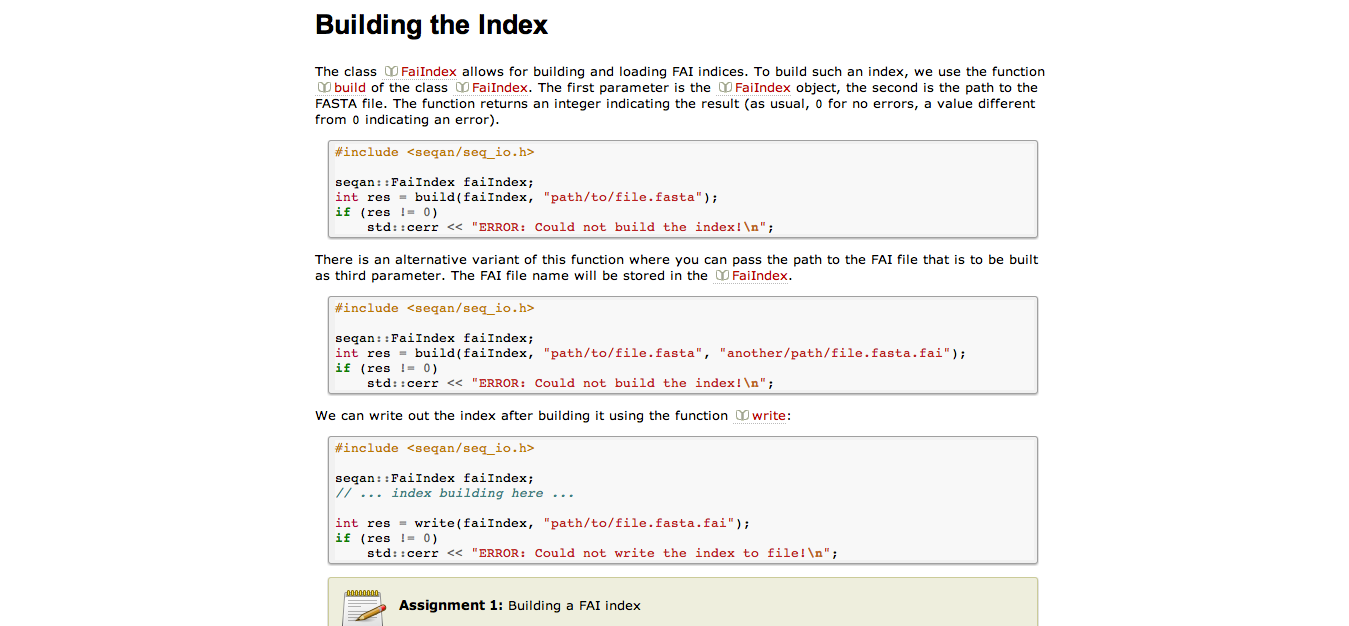 Building the Index
The class FaiIndex allows for building and loading FAI indices. To build such an index, we use the function
build of the class FaiIndex. The first parameter is the FaiIndex object, the second is the path to the
FASTA file. The function returns an integer indicating the result (as usual, 0 for no errors, a value different
from 0 indicating an error).
#include <seqan/seq_io.h>
seqan::FaiIndex faiIndex;
int res = build(faiIndex, "path/to/file.fasta");
if (res != 0)
    std::cerr << "ERROR: Could not build the index!\n";
There is an alternative variant of this function where you can pass the path to the FAI file that is to be built
as third parameter. The FAI file name will be stored in the FaiIndex.
#include <seqan/seq_io.h>
seqan::FaiIndex faiIndex;
int res = build(faiIndex, "path/to/file.fasta", "another/path/file.fasta.fai");
if (res != 0)
    std::cerr << "ERROR: Could not build the index!\n";
We can write out the index after building it using the function write:
#include <seqan/seq_io.h>
seqan::FaiIndex faiIndex;
// ... index building here ...
int res = write(faiIndex, "path/to/file.fasta.fai");
if (res != 0)
    std::cerr << "ERROR: Could not write the index to file!\n";
Assignment 1: Building a FAI index